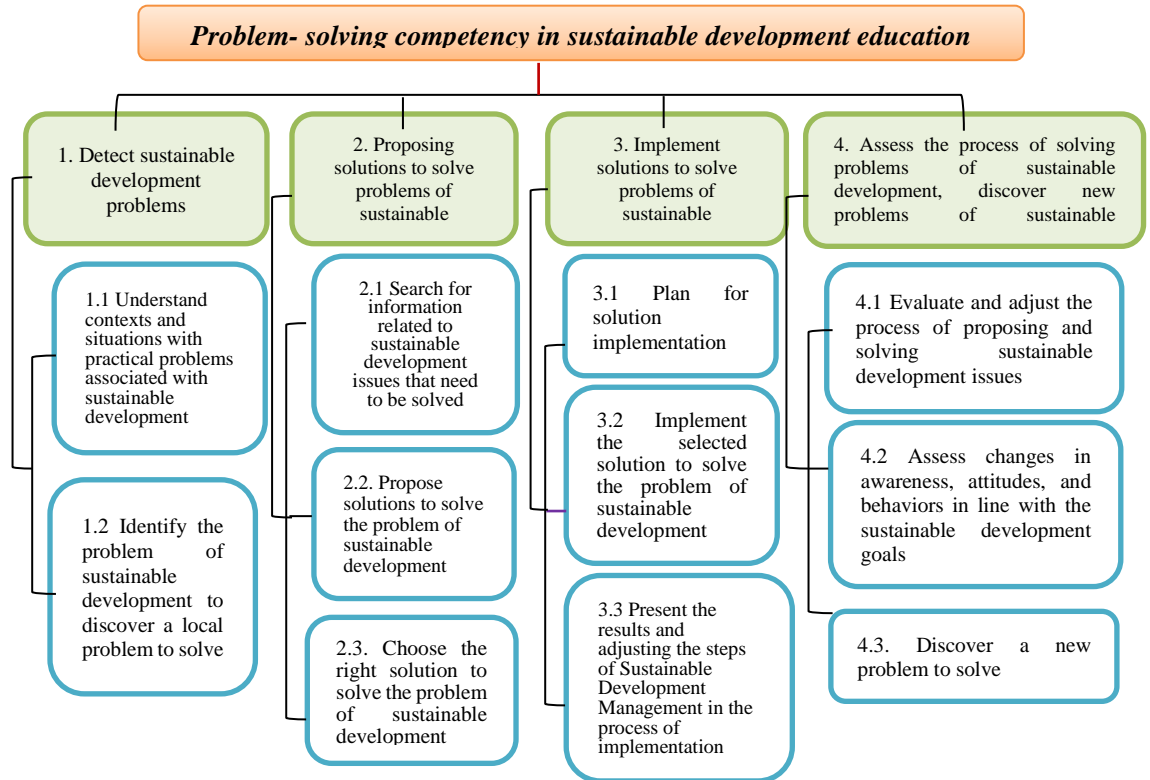 Problem- solving competency in sustainable development education
1. Detect sustainable
development
problems
2. Proposing
solutions to solve
problems of
sustainable
3. Implement
solutions to solve
problems of
sustainable
4. Assess the process of solving
problems of sustainable
development, discover new
problems of sustainable
1.1 Understand
contexts and
situations with
practical problems
associated with
sustainable
development
1.2 Identify the
problem of
sustainable
development to
discover a local
problem to solve
2.1 Search for
information
related to
sustainable
development
issues that need
to be solved
2.2. Propose
solutions to solve
the problem of
sustainable
development
2.3. Choose the
right solution to
solve the problem
of sustainable
development
3.1 Plan for
solution
implementation
3.2 Implement
the selected
solution to solve
the problem of
sustainable
development
3.3 Present the
results and
adjusting the steps
of Sustainable
Development
Management in the
process of
implementation
4.1 Evaluate and adjust the
process of proposing and
solving sustainable
development issues
4.2 Assess changes in
awareness, attitudes, and
behaviors in line with the
sustainable development
goals
4.3. Discover a new
problem to solve